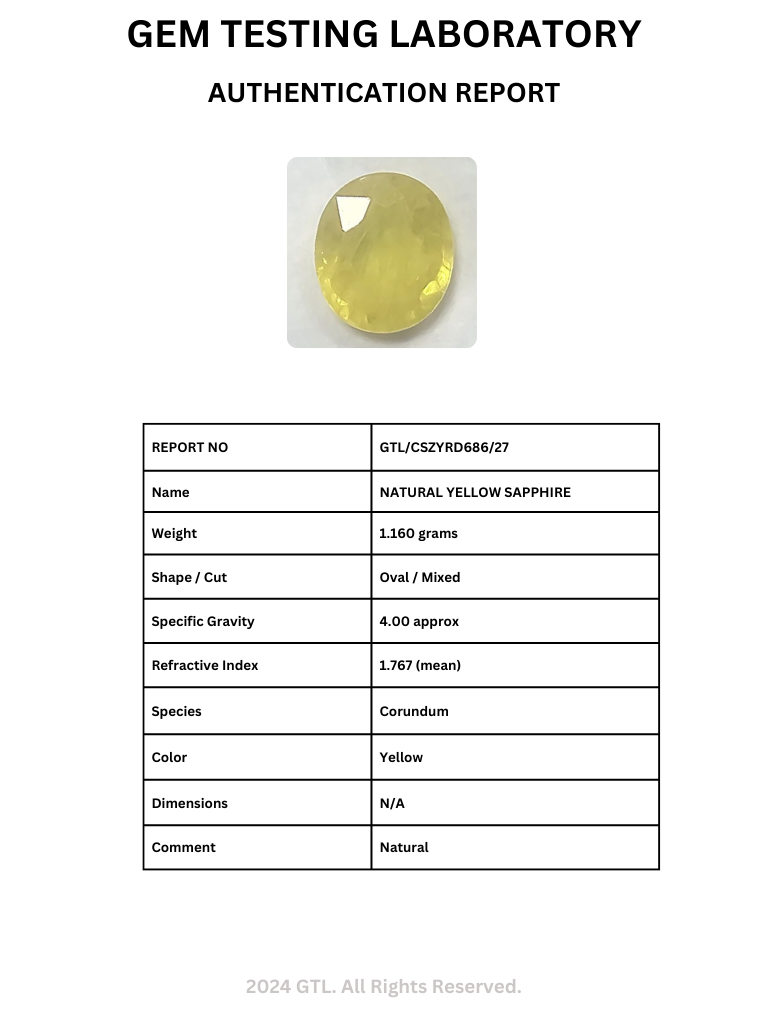 GEM TESTING LABORATORY
AUTHENTICATION REPORT
REPORT NO GTL/CSZYRD686/27
Name NATURAL YELLOW SAPPHIRE
Weight 1.160 grams
Shape / Cut Oval / Mixed
Specific Gravity 4.00 approx
Refractive Index 1.767 (mean)
Species Corundum
Color Yellow
Dimensions N/A
Comment Natural
2024 GTL. All Rights Reserved.